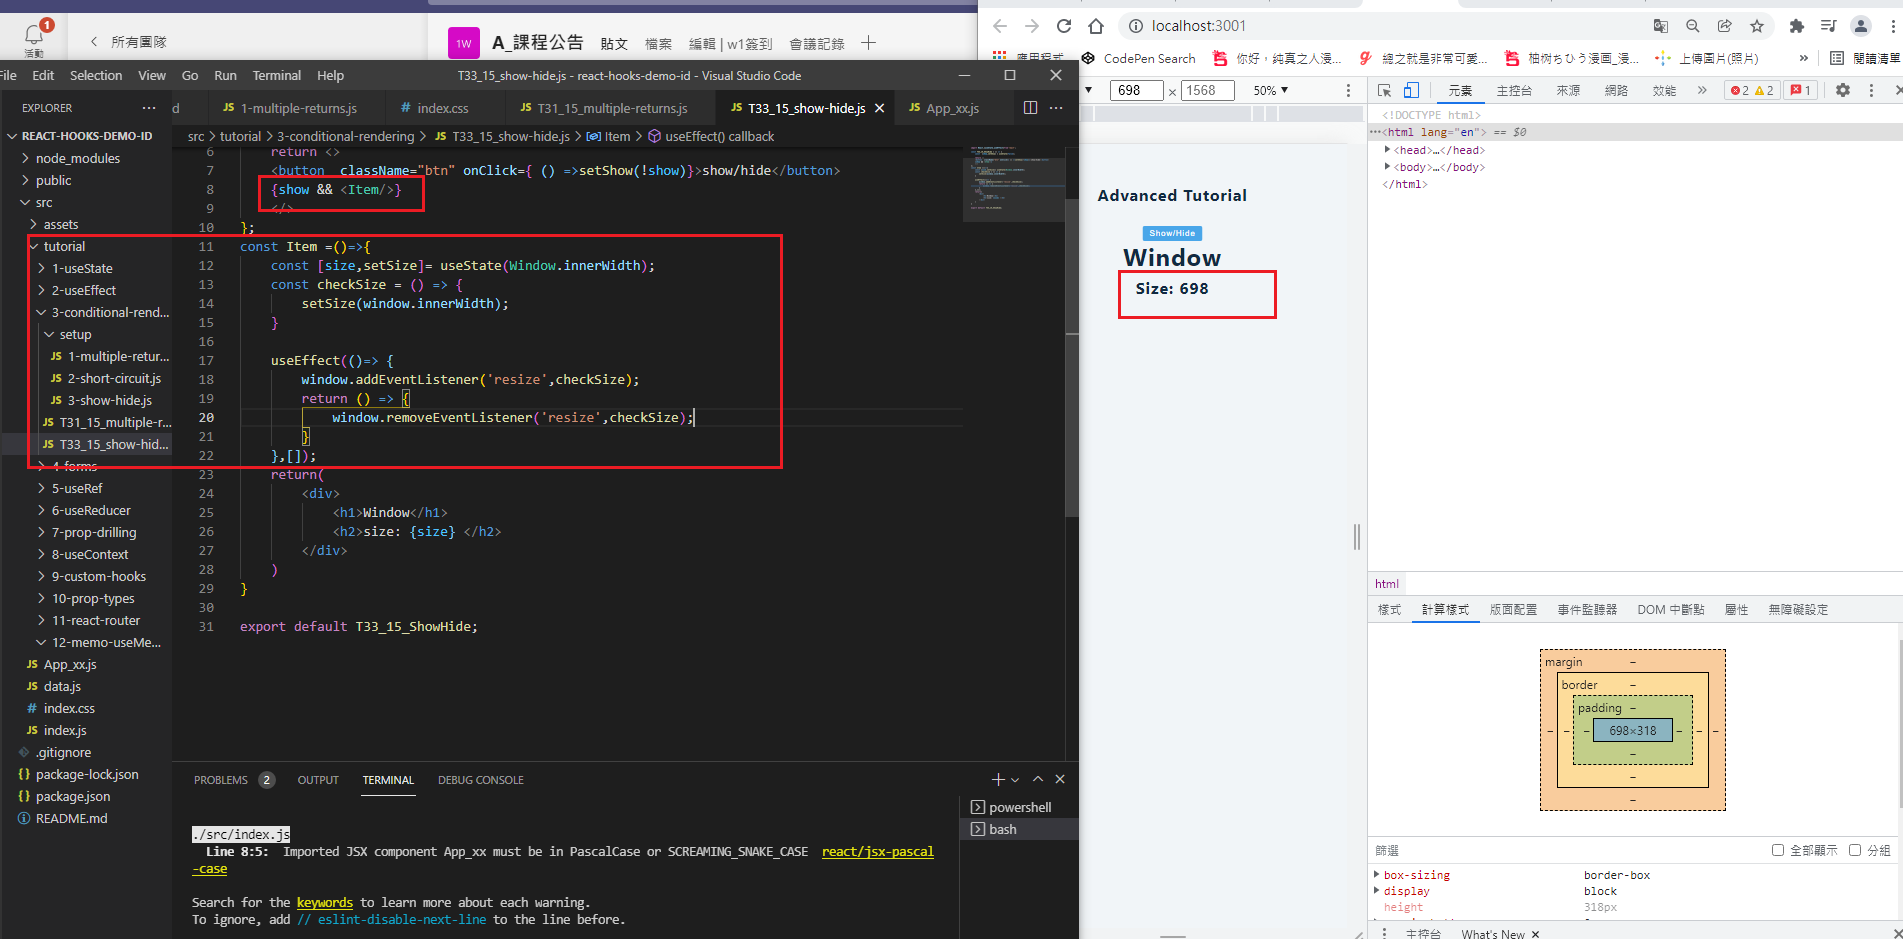 1
活動
所有團隊
1W
A_課程公告 貼文 檔案 編輯 | w1簽到 會議記錄
localhost:3001
應用程式 CodePen Search 你好，純真之人漫... 總之就是非常可愛... 柚樹ちひう漫画_漫... 上傳圖片(照片) » 閱讀清單
File Edit Selection View Go Run Terminal Help
T33_15_show-hide.js - react-hooks-demo-id - Visual Studio Code
EXPLORER ...
d JS 1-multiple-returns.js # index.css JS T31_15_multiple-returns.js JS T33_15_show-hide.js JS App_xx.js
src > tutorial > 3-conditional-rendering > JS T33_15_show-hide.js > Item > useEffect() callback
REACT-HOOKS-DEMO-ID
node_modules
public
src
assets
tutorial
1-useState
2-useEffect
3-conditional-rend...
setup
JS 1-multiple-retur...
JS 2-short-circuit.js
JS 3-show-hide.js
JS T31_15_multiple-r...
JS T33_15_show-hid...
4-forms
5-useRef
6-useReducer
7-prop-drilling
8-useContext
9-custom-hooks
10-prop-types
11-react-router
12-memo-useMe...
JS App_xx.js
JS data.js
# index.css
JS index.js
.gitignore
{} package-lock.json
{} package.json
README.md
6 return <>
7 <button className="btn" onClick={ () =>setShow(!show)}>show/hide</button>
8 {show && <Item/>}
9 </>
10 };
11 const Item =()=>{
12 const [size,setSize]= useState(Window.innerWidth);
13 const checkSize = () => {
14 setSize(window.innerWidth);
15 }
16
17 useEffect(()=> {
18 window.addEventListener('resize',checkSize);
19 return () => {
20 window.removeEventListener('resize',checkSize);
21 }
22 },[]);
23 return(
24 <div>
25 <h1>Window</h1>
26 <h2>size: {size} </h2>
27 </div>
28 )
29 }
30
31 export default T33_15_ShowHide;
PROBLEMS 2 OUTPUT TERMINAL DEBUG CONSOLE
powershell
bash
./src/index.js
Line 8:5: Imported JSX component App_xx must be in PascalCase or SCREAMING_SNAKE_CASE react/jsx-pascal
-case
Search for the keywords to learn more about each warning.
To ignore, add // eslint-disable-next-line to the line before.
698 × 1568 50% ▼
Advanced Tutorial
Show/Hide
Window
Size: 698
元素 主控台 來源 網路 效能 » 2 2 1
<!DOCTYPE html>
...<html lang="en"> == $0
<head>…</head>
<body>…</body>
</html>
html
樣式 計算樣式 版面配置 事件監聽器 DOM 中斷點 屬性 無障礙設定
margin –
border –
padding –
– – – 698×318 – – –
–
–
–
篩選 全部顯示 分組
box-sizing border-box
display block
height 318px
主控台 What's New ×